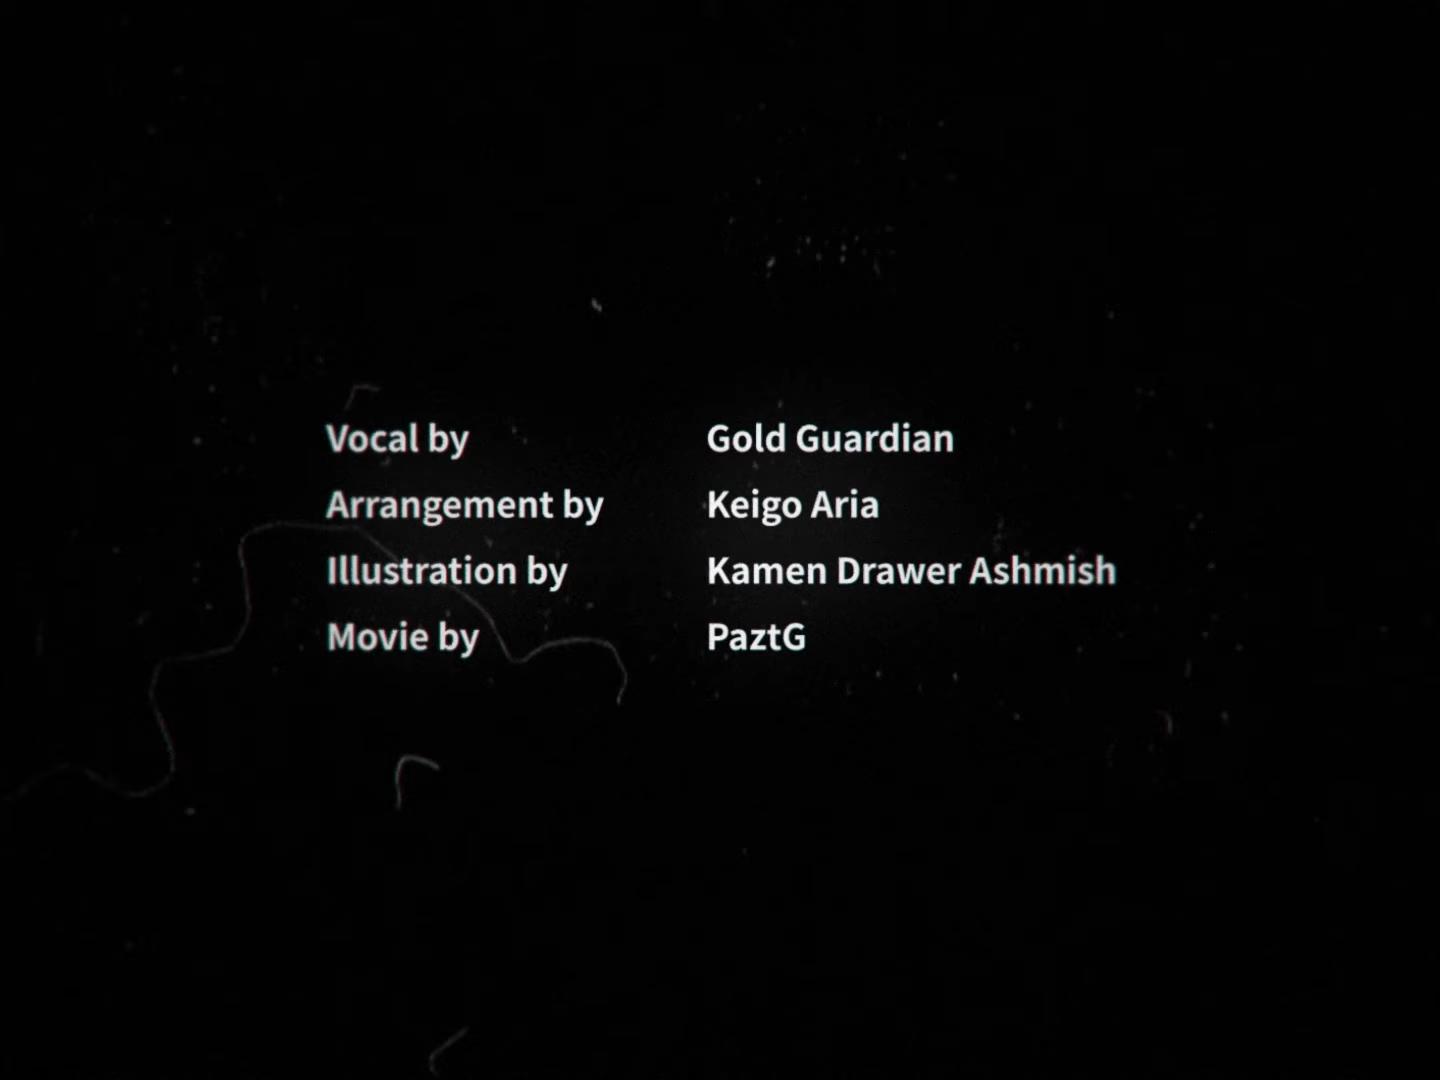 Vocal by Gold Guardian
Arrangement by Keigo Aria
Illustration by Kamen Drawer Ashmish
Movie by PaztG